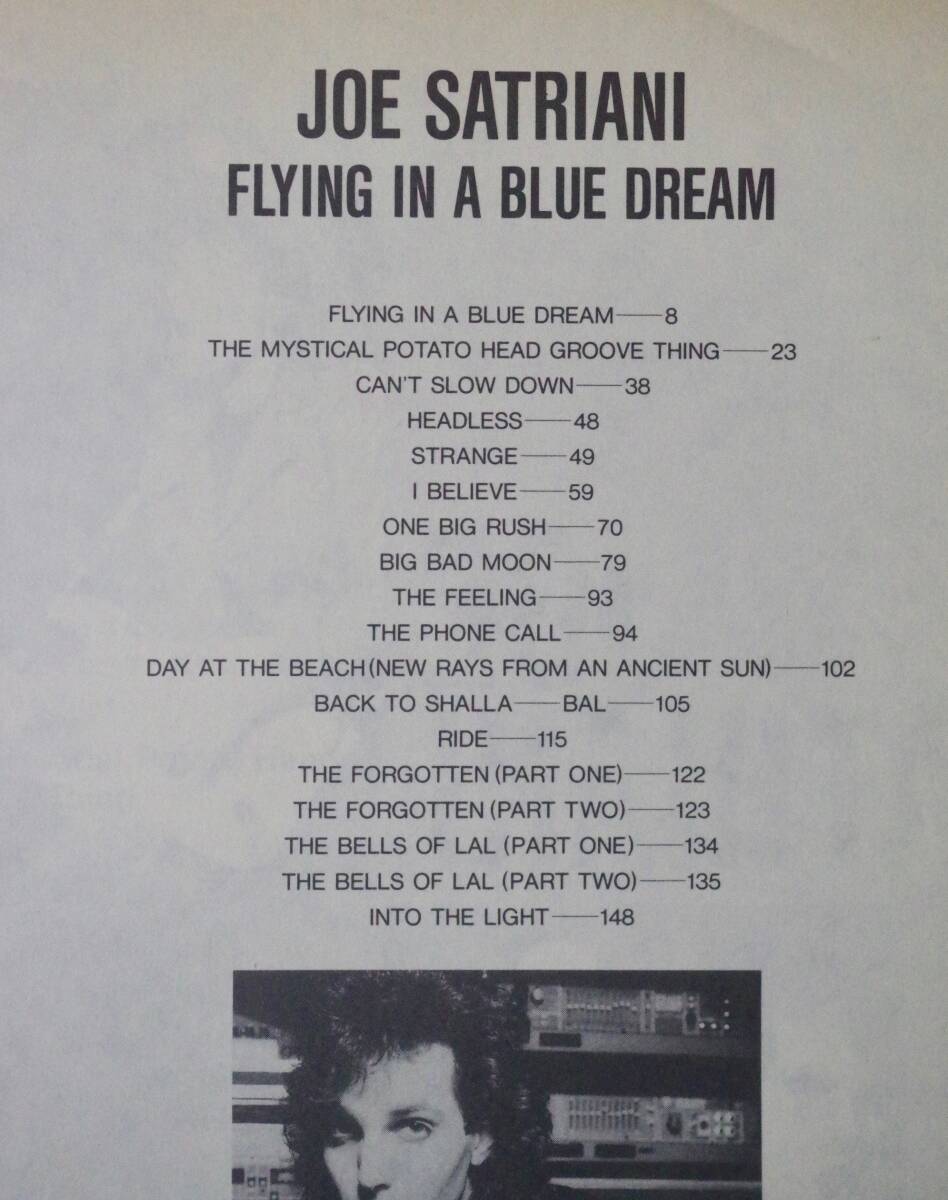 JOE SATRIANI
FLYING IN A BLUE DREAM
FLYING IN A BLUE DREAM——8
THE MYSTICAL POTATO HEAD GROOVE THING——23
CAN'T SLOW DOWN——38
HEADLESS——48
STRANGE——49
I BELIEVE——59
ONE BIG RUSH——70
BIG BAD MOON——79
THE FEELING——93
THE PHONE CALL——94
DAY AT THE BEACH(NEW RAYS FROM AN ANCIENT SUN)——102
BACK TO SHALLA——BAL——105
RIDE——115
THE FORGOTTEN (PART ONE)——122
THE FORGOTTEN (PART TWO)——123
THE BELLS OF LAL (PART ONE)——134
THE BELLS OF LAL (PART TWO)——135
INTO THE LIGHT——148